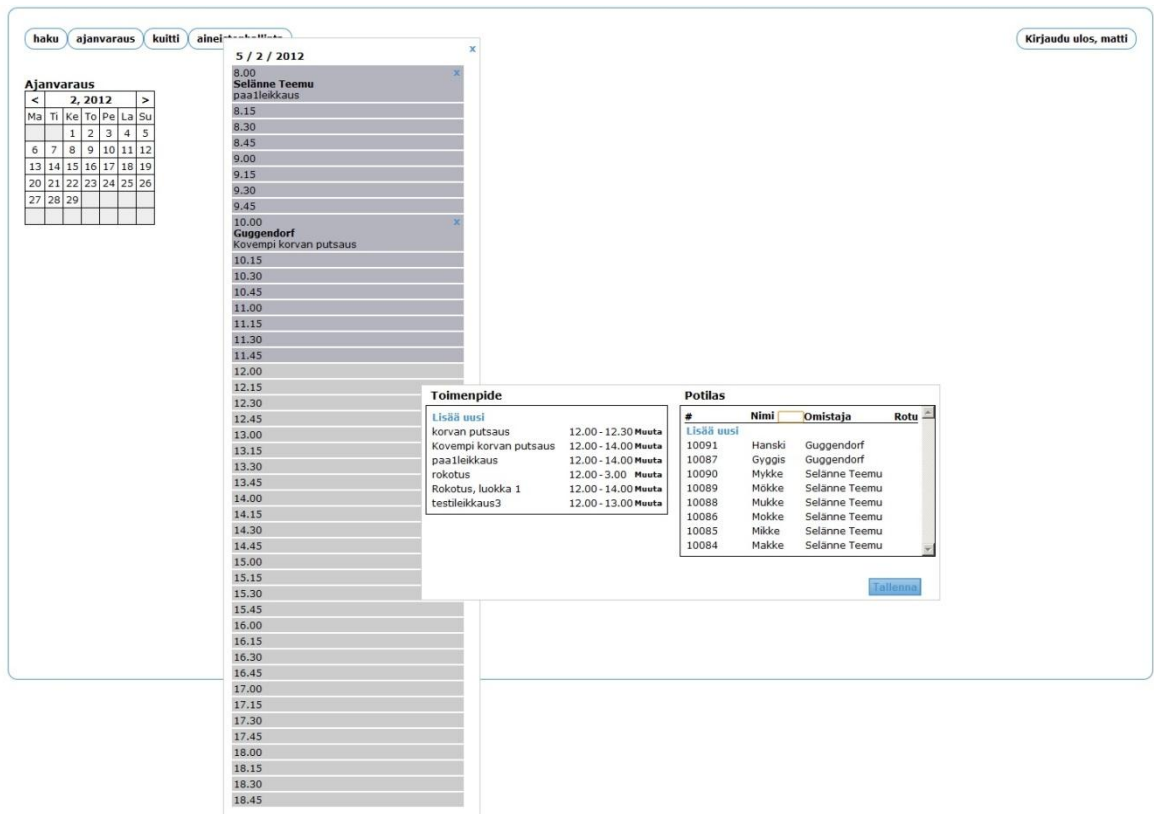 haku ajanvaraus kuitti aineistonhallinta Kirjaudu ulos, matti
Ajanvaraus
< 2, 2012 >
Ma Ti Ke To Pe La Su
1 2 3 4 5
6 7 8 9 10 11 12
13 14 15 16 17 18 19
20 21 22 23 24 25 26
27 28 29
x
5 / 2 / 2012
8.00 x
Selänne Teemu
paa1leikkaus
8.15
8.30
8.45
9.00
9.15
9.30
9.45
10.00 x
Guggendorf
Kovempi korvan putsaus
10.15
10.30
10.45
11.00
11.15
11.30
11.45
12.00
12.15
12.30
12.45
13.00
13.15
13.30
13.45
14.00
14.15
14.30
14.45
15.00
15.15
15.30
15.45
16.00
16.15
16.30
16.45
17.00
17.15
17.30
17.45
18.00
18.15
18.30
18.45
Toimenpide
Lisää uusi
korvan putsaus 12.00 - 12.30 Muuta
Kovempi korvan putsaus 12.00 - 14.00 Muuta
paa1leikkaus 12.00 - 14.00 Muuta
rokotus 12.00 - 3.00 Muuta
Rokotus, luokka 1 12.00 - 14.00 Muuta
testileikkaus3 12.00 - 13.00 Muuta
Potilas
# Nimi Omistaja Rotu
Lisää uusi
10091 Hanski Guggendorf
10087 Gyggis Guggendorf
10090 Mykke Selänne Teemu
10089 Mökke Selänne Teemu
10088 Mukke Selänne Teemu
10086 Mokke Selänne Teemu
10085 Mikke Selänne Teemu
10084 Makke Selänne Teemu
Tallenna